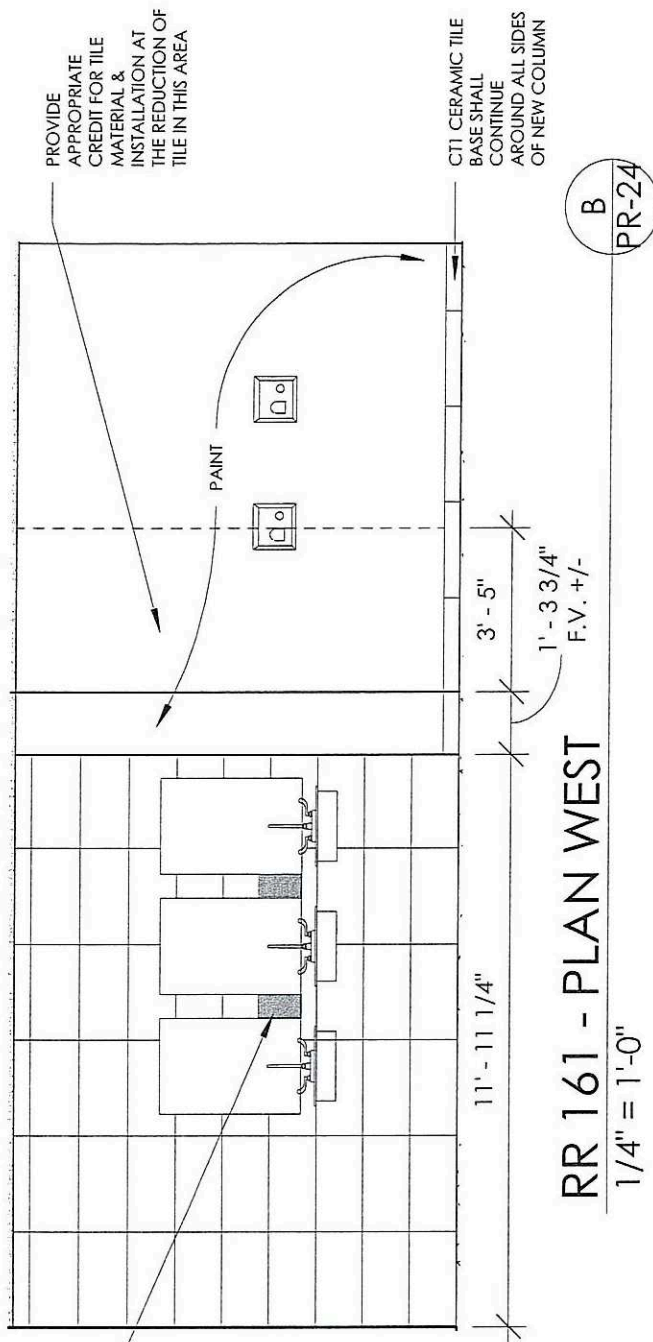 PROVIDE
APPROPRIATE
CREDIT FOR TILE
MATERIAL &
INSTALLATION AT
THE REDUCTION OF
TILE IN THIS AREA
PAINT
CT1 CERAMIC TILE
BASE SHALL
CONTINUE
AROUND ALL SIDES
OF NEW COLUMN
11' - 11 1/4"
3' - 5"
1' - 3 3/4"
F.V. +/-
RR 161 - PLAN WEST
1/4" = 1'-0"
B
PR-24